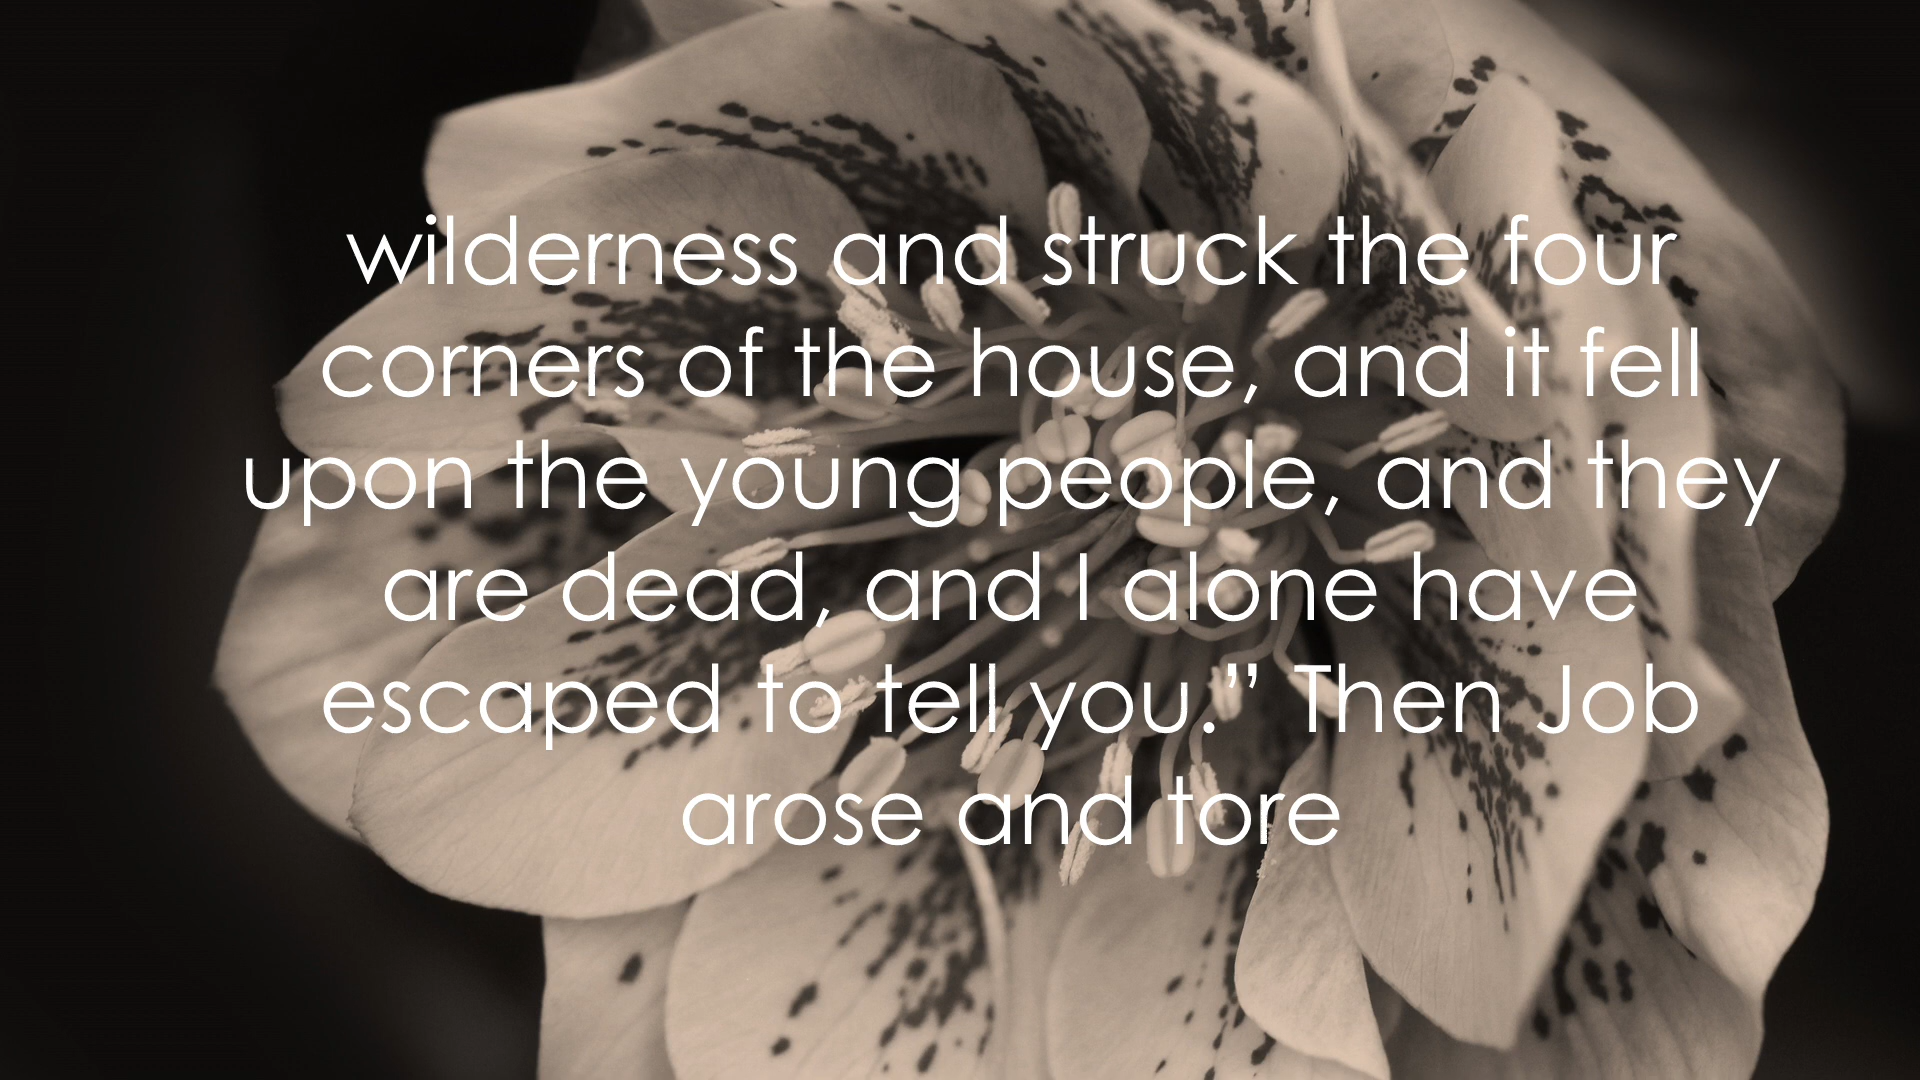 wilderness and struck the four
corners of the house, and it fell
upon the young people, and they
are dead, and I alone have
escaped to tell you.” Then Job
arose and tore